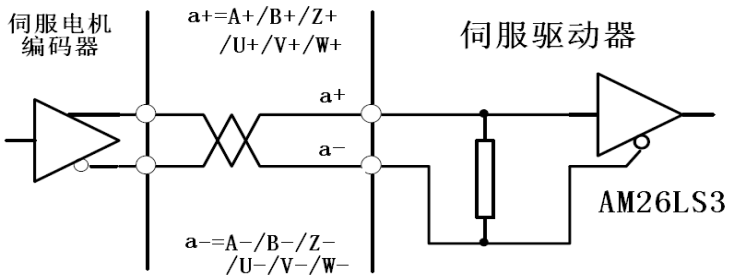 伺服电机
编码器
a+=A+/B+/Z+
/U+/V+/W+
伺服驱动器
a+
a-
AM26LS3
a-=A-/B-/Z-
/U-/V-/W-